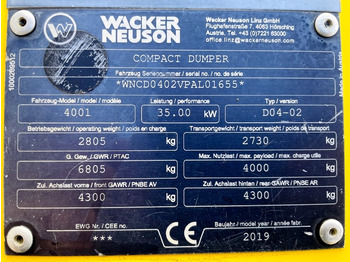 WACKER
NEUSON
Wacker Neuson Linz GmbH
Flughafenstraße 7, 4063 Hörsching
Austria, Tel. +43 (0)7221 63000
office.linz@wackerneuson.com
COMPACT DUMPER
Fahrzeug Seriennummer / serial no. / no. de série
*WNCD0402VPAL01655*
Fahrzeug-Model / model / modèle
Leistung / performance
Typ / version
4001
35.00 kW
D04-02
Betriebsgewicht / operating weight / poids en charge
Transportgewicht / transport weight / poids de transport
2805 kg
2730 kg
G. Gew. / GWR / PTAC
Max. Nutzlast / max. payload / max. charge utile
6805 kg
4000 kg
Zul. Achslast vorne / front GAWR / PNBE AV
Zul. Achslast hinten / rear GAWR / PNBE AR
4300 kg
4300 kg
EWG Nr. / CEE no.
***
CE
Baujahr / model year / année fabr.
2019